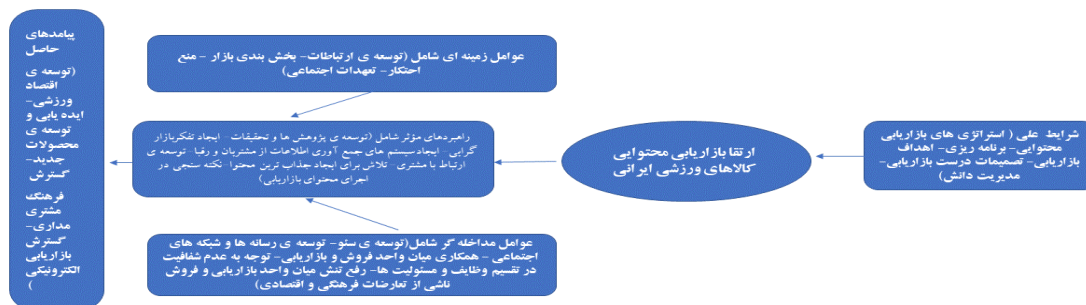 شرایط علی ( استراتژی های بازاریابی
محتوایی- برنامه ریزی- اهداف
بازاریابی- تصمیمات درست بازاریابی-
مدیریت دانش)
ارتقا بازاریابی محتوایی
کالاهای ورزشی ایرانی
عوامل زمینه ای شامل (توسعه ی ارتباطات- بخش بندی بازار - منع
احتکار- تعهدات اجتماعی)
راهبردهای مؤثر شامل (توسعه ی پژوهش ها و تحقیقات- ایجاد تفکربازار
گرایی- ایجادسیستم های جمع آوری اطلاعات از مشتریان و رقبا- توسعه ی
ارتباط با مشتری- تلاش برای ایجاد جذاب ترین محتوا- نکته سنجی در
اجرای محتوای بازاریابی)
عوامل مداخله گر شامل(توسعه ی سئو- توسعه ی رسانه ها و شبکه های
اجتماعی - همکاری میان واحد فروش و بازاریابی- توجه به عدم شفافیت
در تقسیم وظایف و مسئولیت ها- رفع تنش میان واحد بازاریابی و فروش
ناشی از تعارضات فرهنگی و اقتصادی)
پیامدهای
حاصل
(توسعه ی
اقتصاد
ورزشی-
ایده یابی و
توسعه ی
محصولات
جدید-
گسترش
فرهنگ
مشتری
مداری-
گسترش
بازاریابی
الکترونیکی
)